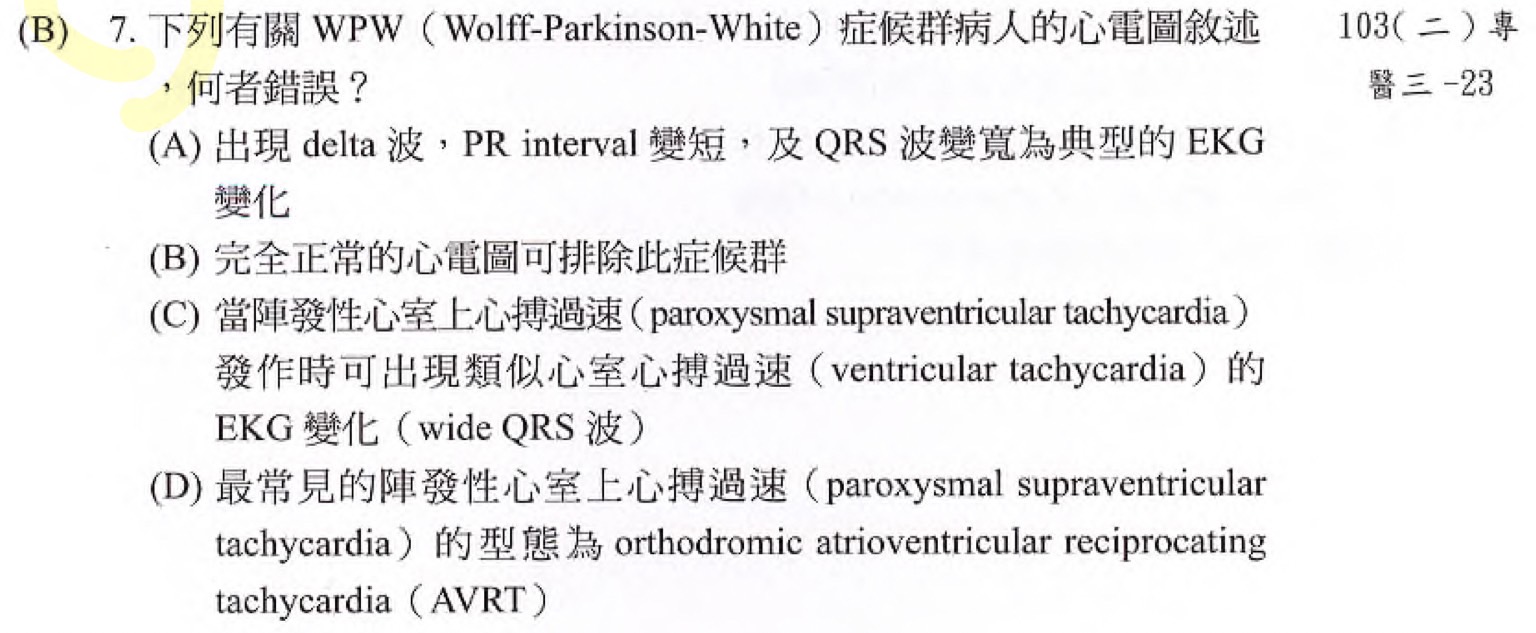 (B) 7. 下列有關 WPW（Wolff-Parkinson-White）症候群病人的心電圖敘述 103(二)專
，何者錯誤？ 醫三-23
(A) 出現 delta 波，PR interval 變短，及 QRS 波變寬為典型的 EKG
變化
(B) 完全正常的心電圖可排除此症候群
(C) 當陣發性心室上心搏過速（paroxysmal supraventricular tachycardia）
發作時可出現類似心室心搏過速（ventricular tachycardia）的
EKG 變化（wide QRS 波）
(D) 最常見的陣發性心室上心搏過速（paroxysmal supraventricular
tachycardia）的型態為 orthodromic atrioventricular reciprocating
tachycardia（AVRT）